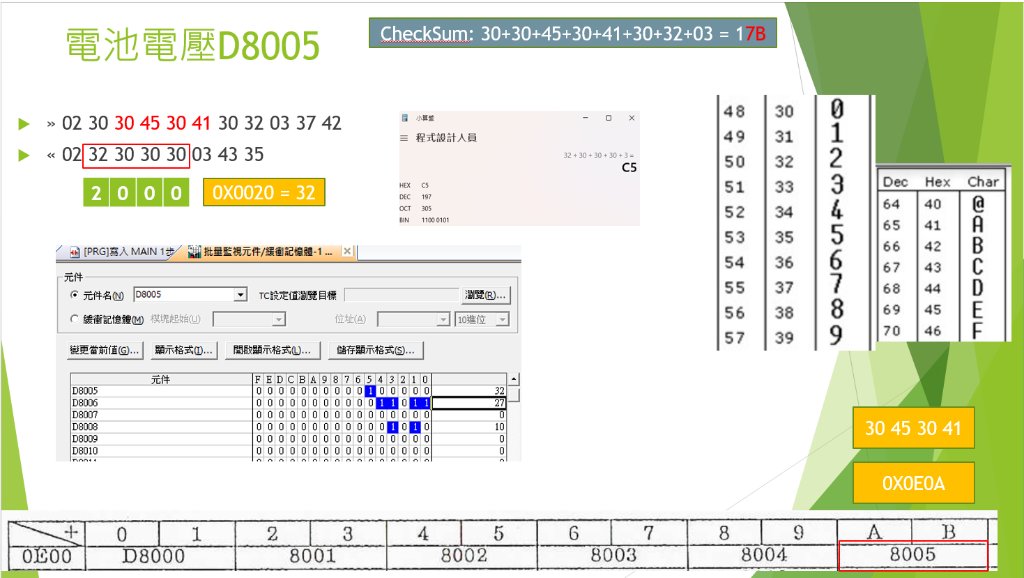 電池電壓D8005
CheckSum: 30+30+45+30+41+30+32+03 = 17B
» 02 30 30 45 30 41 30 32 03 37 42
« 02 32 30 30 30 03 43 35
2 0 0 0
0X0020 = 32
小算盤
程式設計人員
32 + 30 + 30 + 30 + 3 =
C5
HEX C5
DEC 197
OCT 305
BIN 1100 0101
48 30 0
49 31 1
50 32 2
51 33 3
52 34 4
53 35 5
54 36 6
55 37 7
56 38 8
57 39 9
Dec Hex Char
64 40 @
65 41 A
66 42 B
67 43 C
68 44 D
69 45 E
70 46 F
[PRG]寫入 MAIN 1步
批量監視元件/緩衝記憶體-1 ...
元件
元件名(N) D8005 TC設定值瀏覽目標 瀏覽(R)...
緩衝記憶體(M) 模塊起始(U) 位址(A) 10進位
變更當前值(G)... 顯示格式(T)... 開啟顯示格式(L)... 儲存顯示格式(S)...
元件 F E D C B A 9 8 7 6 5 4 3 2 1 0
D8005 0 0 0 0 0 0 0 0 0 0 1 0 0 0 0 0 32
D8006 0 0 0 0 0 0 0 0 0 0 0 1 1 0 1 1 27
D8007 0 0 0 0 0 0 0 0 0 0 0 0 0 0 0 0 0
D8008 0 0 0 0 0 0 0 0 0 0 0 0 1 0 1 0 10
D8009 0 0 0 0 0 0 0 0 0 0 0 0 0 0 0 0 0
D8010 0 0 0 0 0 0 0 0 0 0 0 0 0 0 0 0 0
30 45 30 41
0X0E0A
+ 0 1 2 3 4 5 6 7 8 9 A B
0E00 D8000 8001 8002 8003 8004 8005